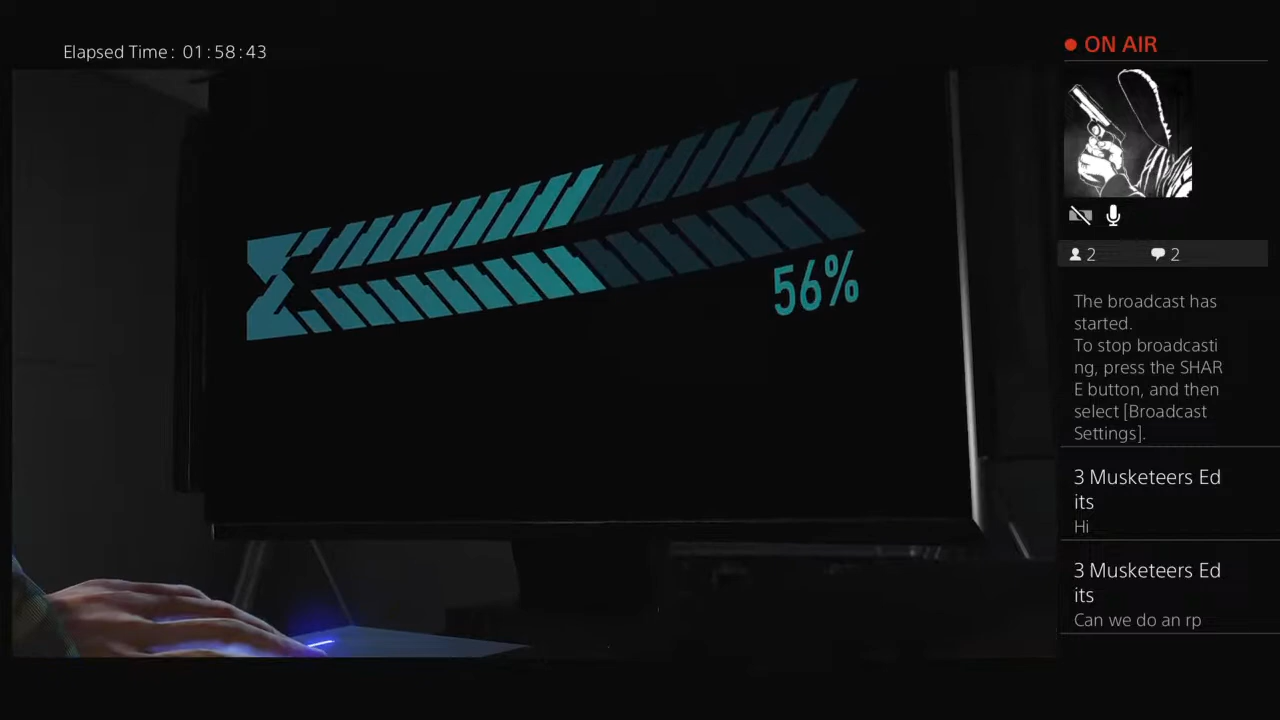 Elapsed Time: 01:58:43
ON AIR
56%
2
2
The broadcast has
started.
To stop broadcasti
ng, press the SHAR
E button, and then
select [Broadcast
Settings].
3 Musketeers Ed
its
Hi
3 Musketeers Ed
its
Can we do an rp